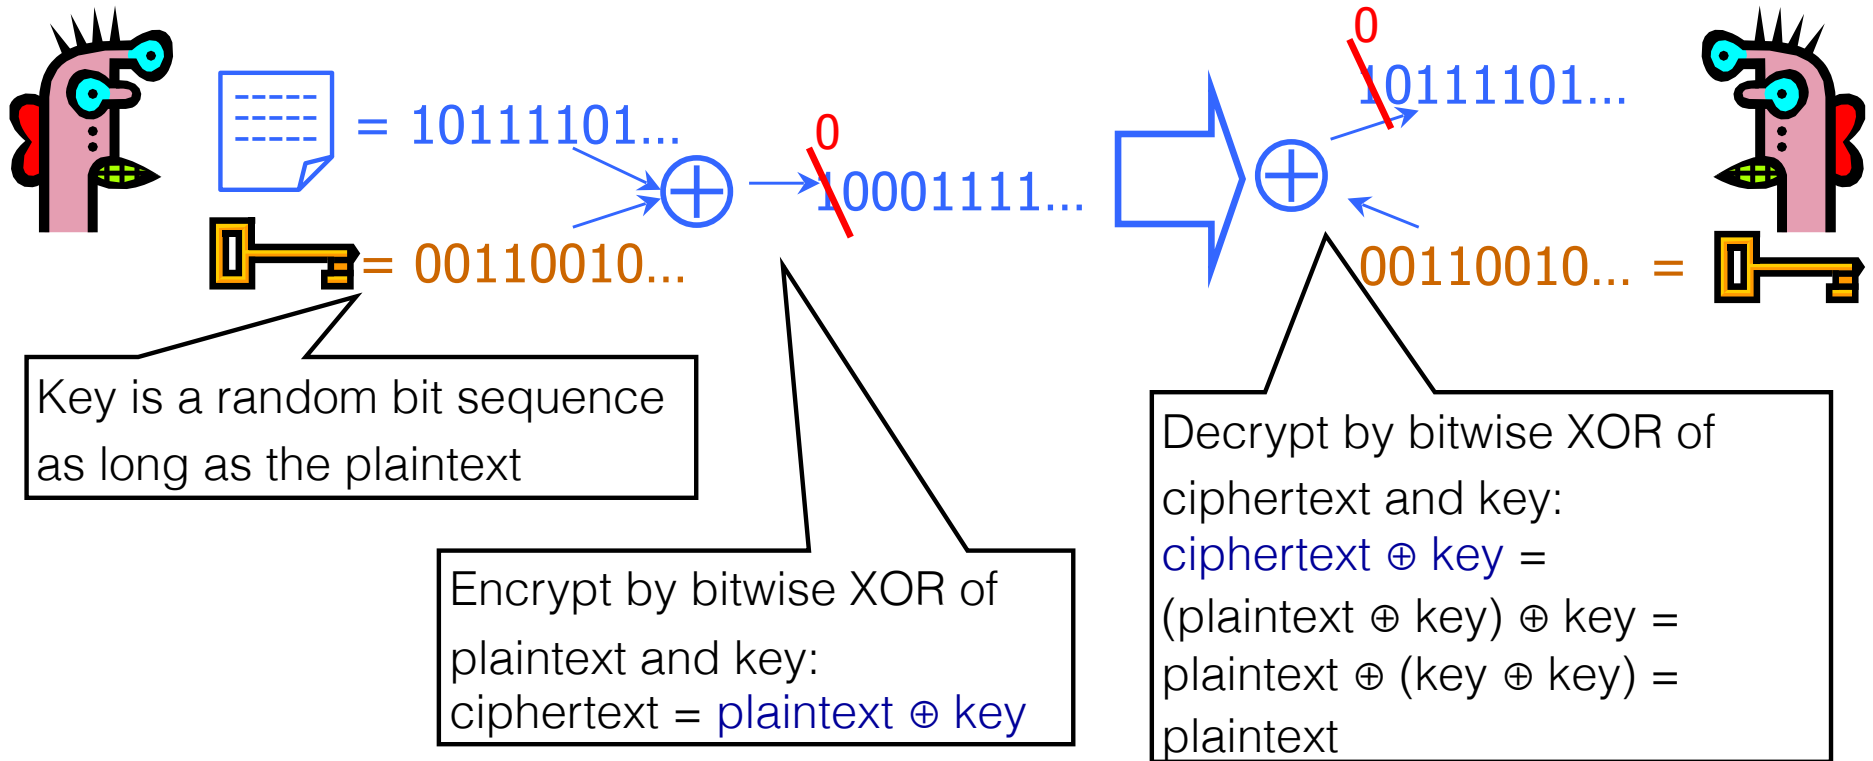 0
= 10111101...
0
10001111...
10111101...
= 00110010...
00110010... =
Key is a random bit sequence
as long as the plaintext
Encrypt by bitwise XOR of
plaintext and key:
ciphertext = plaintext ⊕ key
Decrypt by bitwise XOR of
ciphertext and key:
ciphertext ⊕ key =
(plaintext ⊕ key) ⊕ key =
plaintext ⊕ (key ⊕ key) =
plaintext